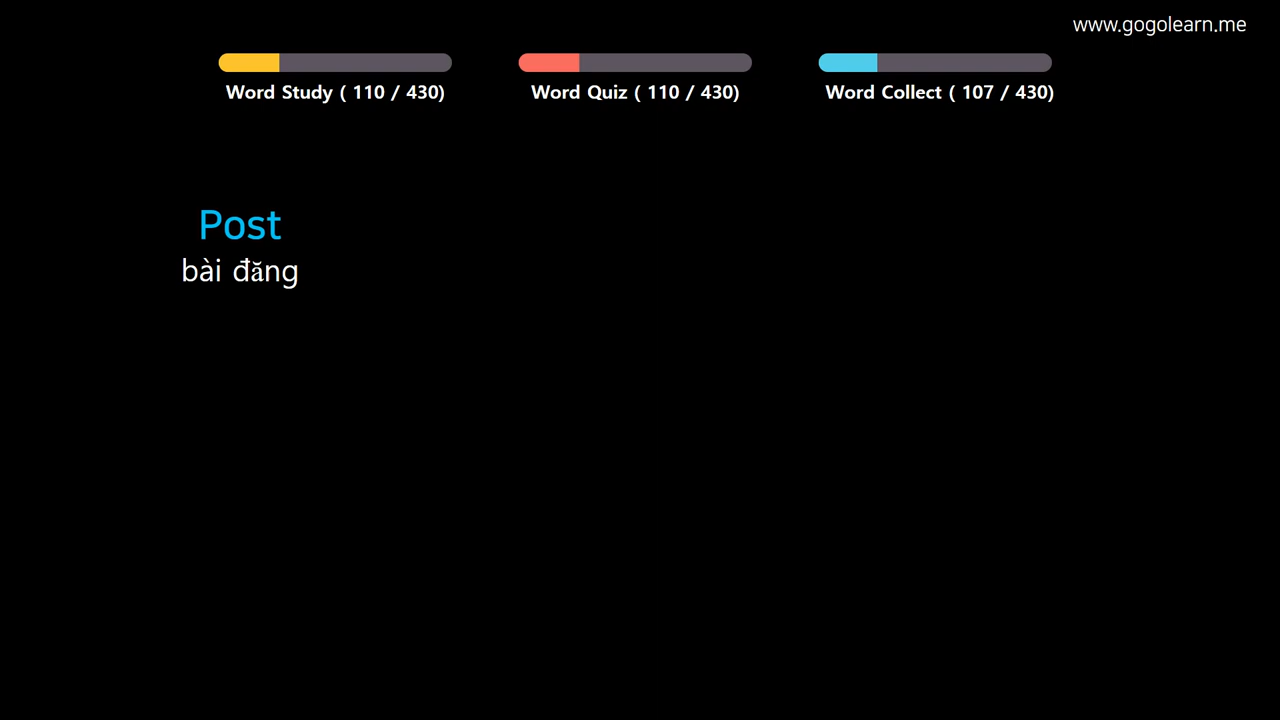 www.gogolearn.me
Word Study ( 110 / 430)
Word Quiz ( 110 / 430)
Word Collect ( 107 / 430)
Post
bài đăng